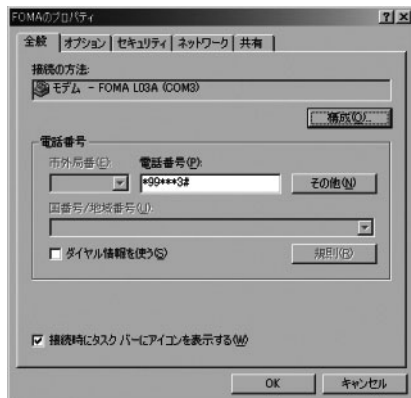 FOMAのプロパティ
全般 オプション セキュリティ ネットワーク 共有
接続の方法:
モデム - FOMA L03A (COM3)
構成(O)...
電話番号
市外局番(E): 電話番号(P):
*99***3# その他(N)
国番号/地域番号(U):
ダイヤル情報を使う(S) 規則(R)
接続時にタスク バーにアイコンを表示する(W)
OK キャンセル